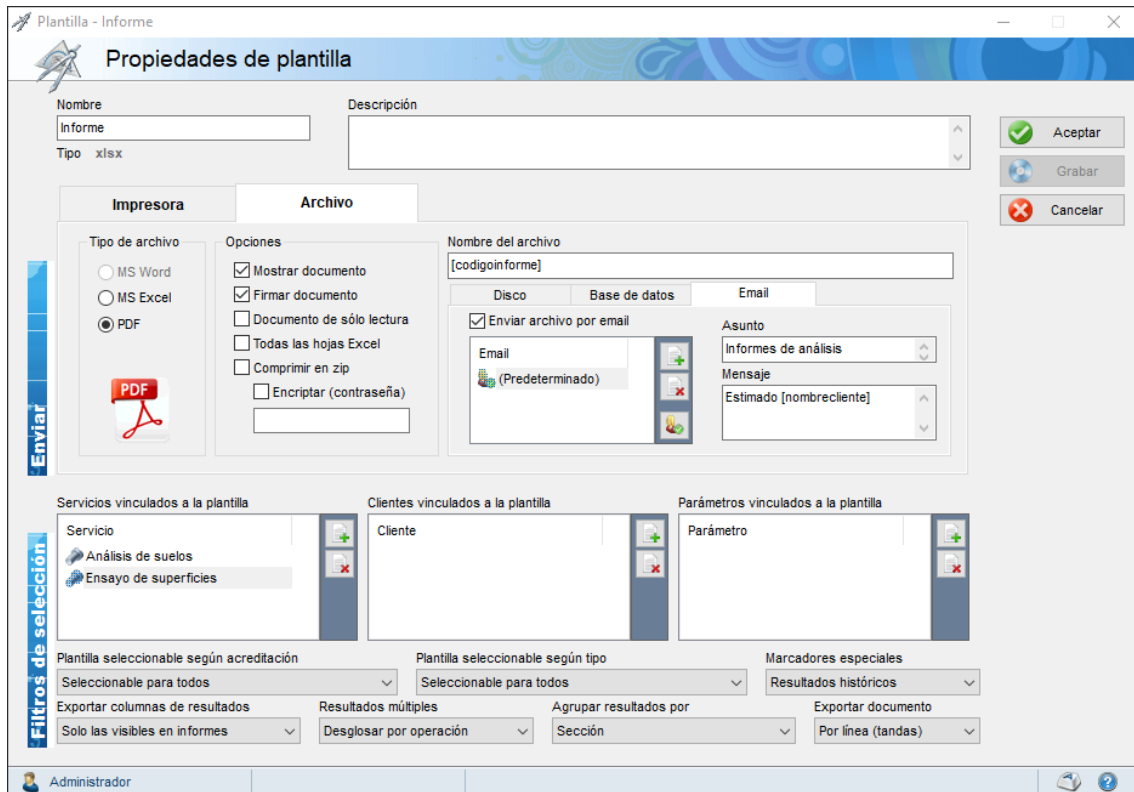 Plantilla - Informe
Propiedades de plantilla
Nombre
Informe
Tipo xlsx
Descripción
Aceptar
Grabar
Cancelar
Impresora
Archivo
Enviar
Tipo de archivo
MS Word
MS Excel
PDF
PDF
Opciones
Mostrar documento
Firmar documento
Documento de sólo lectura
Todas las hojas Excel
Comprimir en zip
Encriptar (contraseña)
Nombre del archivo
[codigoinforme]
Disco
Base de datos
Email
Enviar archivo por email
Email
(Predeterminado)
Asunto
Informes de análisis
Mensaje
Estimado [nombrecliente]
Filtros de selección
Servicios vinculados a la plantilla
Servicio
Análisis de suelos
Ensayo de superficies
Clientes vinculados a la plantilla
Cliente
Parámetros vinculados a la plantilla
Parámetro
Plantilla seleccionable según acreditación
Seleccionable para todos
Plantilla seleccionable según tipo
Seleccionable para todos
Marcadores especiales
Resultados históricos
Exportar columnas de resultados
Solo las visibles en informes
Resultados múltiples
Desglosar por operación
Agrupar resultados por
Sección
Exportar documento
Por línea (tandas)
Administrador